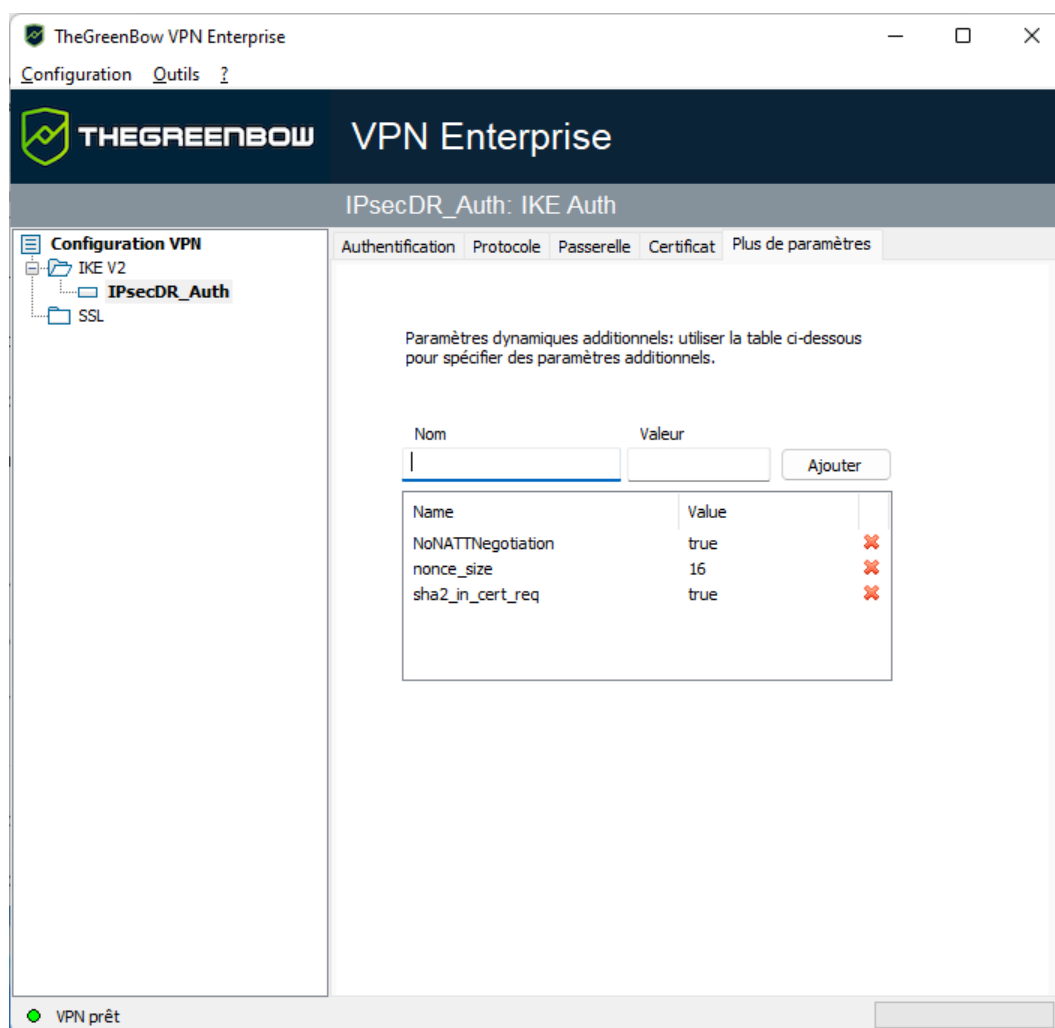 TheGreenBow VPN Enterprise
Configuration Outils ?
THEGREENBOW VPN Enterprise
IPsecDR_Auth: IKE Auth
Configuration VPN
IKE V2
IPsecDR_Auth
SSL
Authentification Protocole Passerelle Certificat Plus de paramètres
Paramètres dynamiques additionnels: utiliser la table ci-dessous
pour spécifier des paramètres additionnels.
Nom Valeur
Ajouter
Name Value
NoNATTNegotiation true
nonce_size 16
sha2_in_cert_req true
VPN prêt